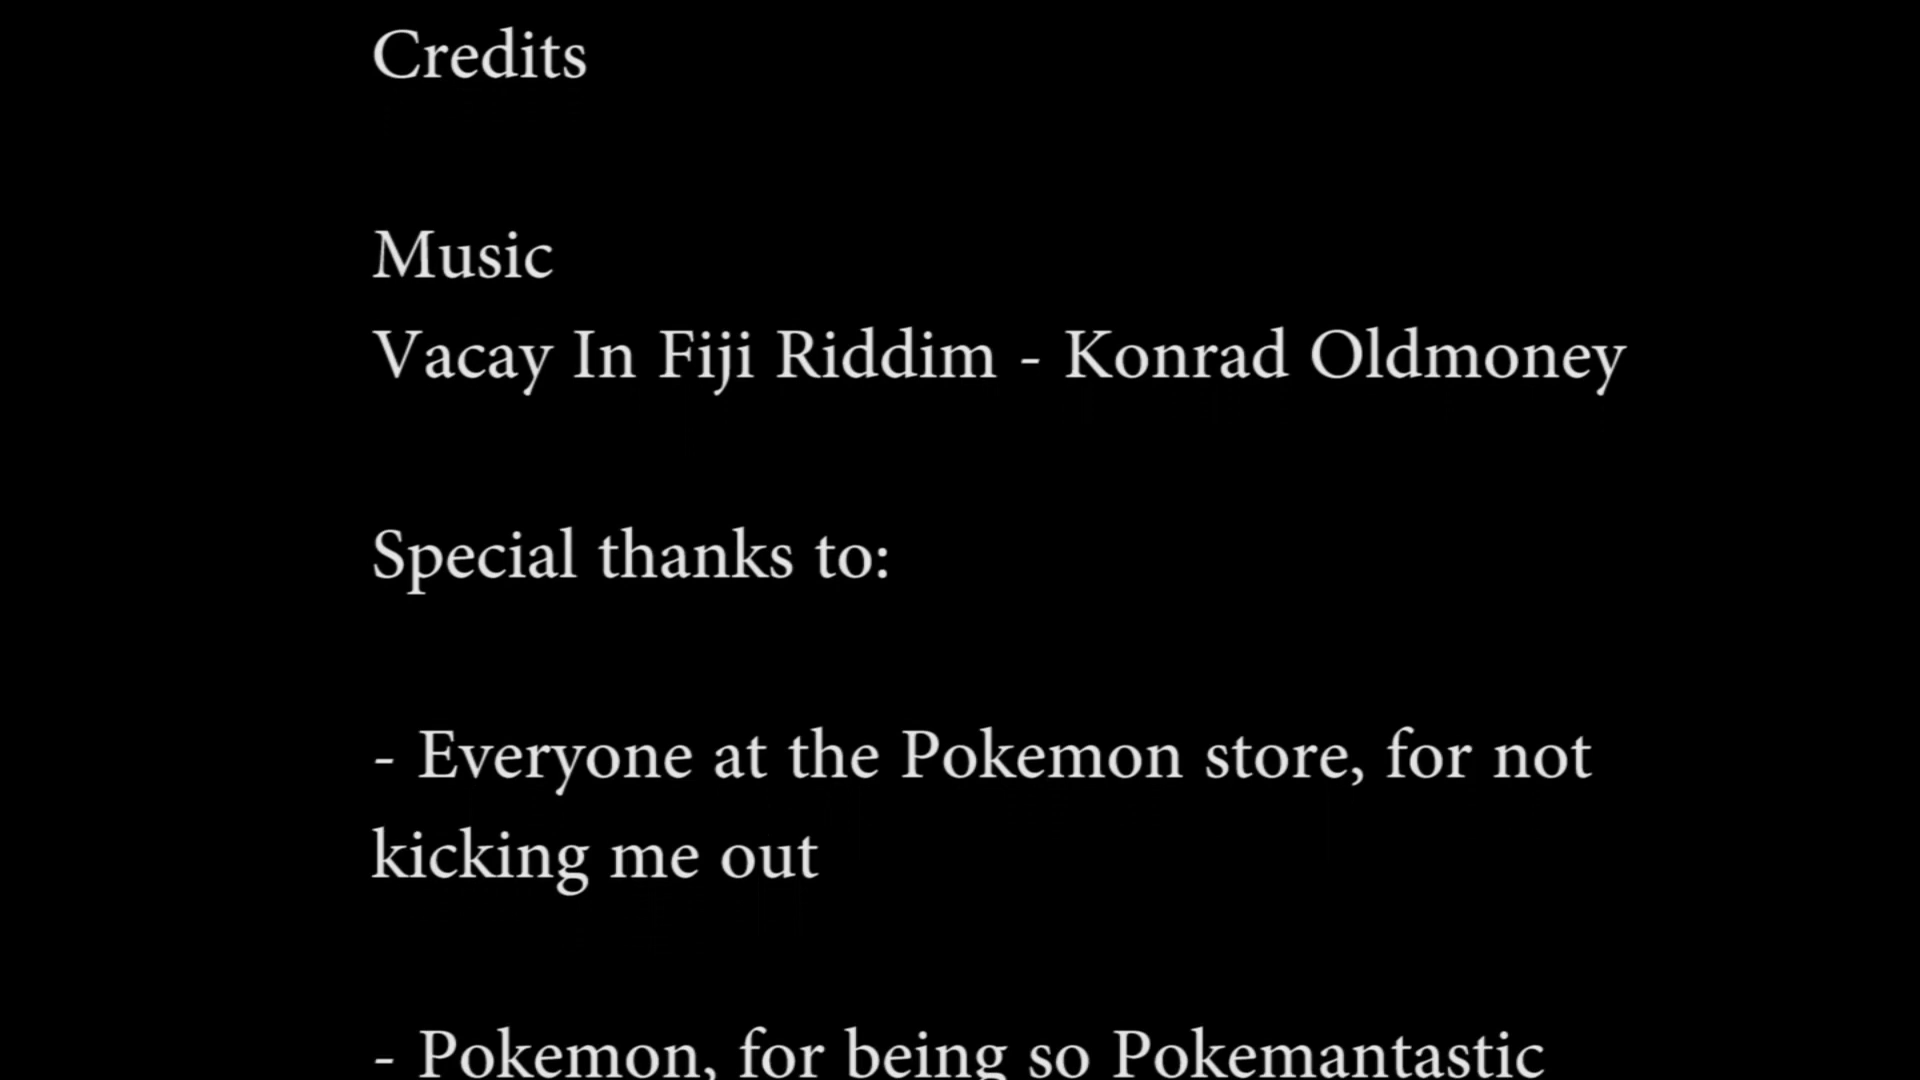 Credits
Music
Vacay In Fiji Riddim - Konrad Oldmoney
Special thanks to:
- Everyone at the Pokemon store, for not
kicking me out
- Pokemon, for being so Pokemantastic